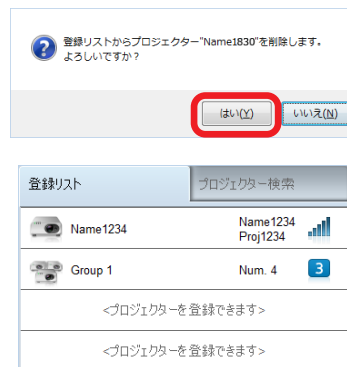 登録リストからプロジェクター"Name1830"を削除します。
よろしいですか？
はい(Y) いいえ(N)
登録リスト プロジェクター検索
Name1234 Name1234
Proj1234
Group 1 Num. 4 3
<プロジェクターを登録できます>
<プロジェクターを登録できます>